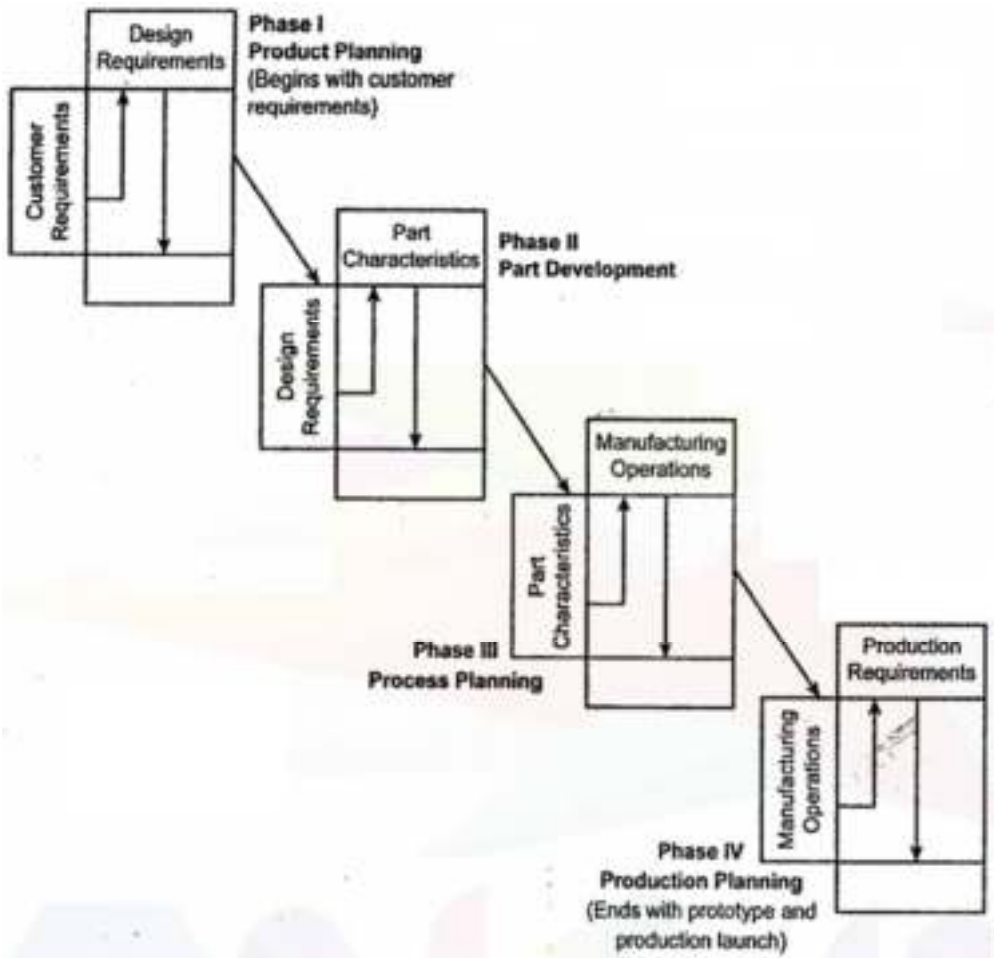 Design
Requirements
Phase I
Product Planning
(Begins with customer
requirements)
Customer
Requirements
Part
Characteristics
Phase II
Part Development
Design
Requirements
Manufacturing
Operations
Part
Characteristics
Phase III
Process Planning
Production
Requirements
Manufacturing
Operations
Phase IV
Production Planning
(Ends with prototype and
production launch)